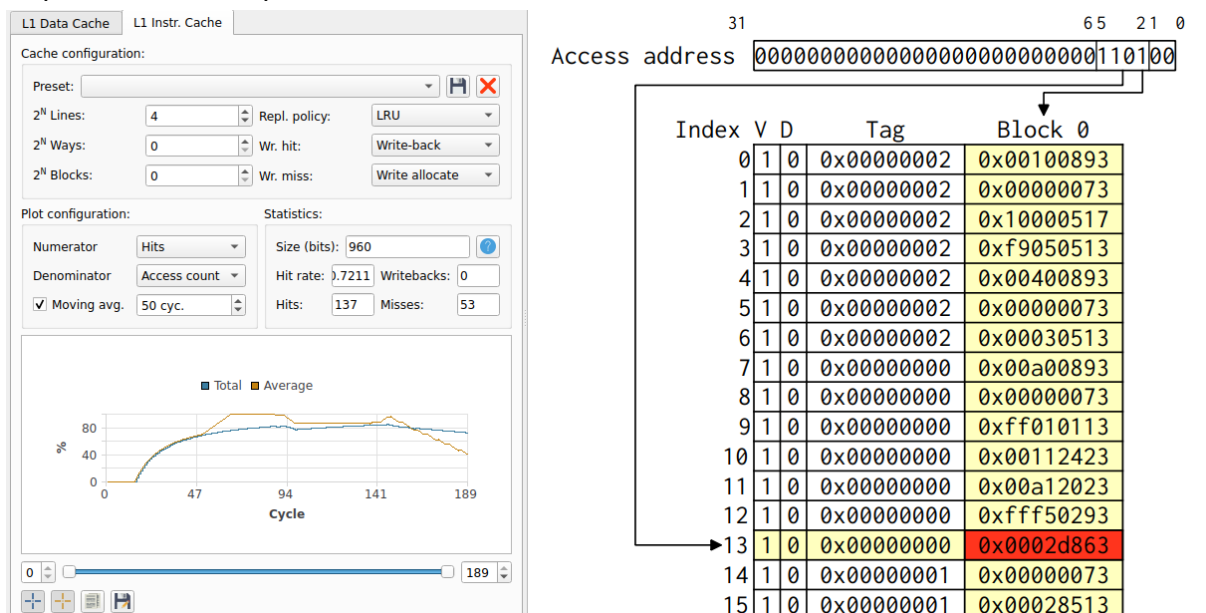 L1 Data Cache L1 Instr. Cache
Cache configuration:
Preset:
2^N Lines: 4 Repl. policy: LRU
2^N Ways: 0 Wr. hit: Write-back
2^N Blocks: 0 Wr. miss: Write allocate
Plot configuration: Statistics:
Numerator Hits Size (bits): 960
Denominator Access count Hit rate: 0.7211 Writebacks: 0
Moving avg. 50 cyc. Hits: 137 Misses: 53
Total Average
80
%
40
0
0 47 94 141 189
Cycle
0 189
31 6 5 2 1 0
Access address 00000000000000000000000000110100
Index V D Tag Block 0
0 1 0 0x00000002 0x00100893
1 1 0 0x00000002 0x00000073
2 1 0 0x00000002 0x10000517
3 1 0 0x00000002 0xf9050513
4 1 0 0x00000002 0x00400893
5 1 0 0x00000002 0x00000073
6 1 0 0x00000002 0x00030513
7 1 0 0x00000000 0x00a00893
8 1 0 0x00000000 0x00000073
9 1 0 0x00000000 0xff010113
10 1 0 0x00000000 0x00112423
11 1 0 0x00000000 0x00a12023
12 1 0 0x00000000 0xfff50293
13 1 0 0x00000000 0x0002d863
14 1 0 0x00000001 0x00000073
15 1 0 0x00000001 0x00028513